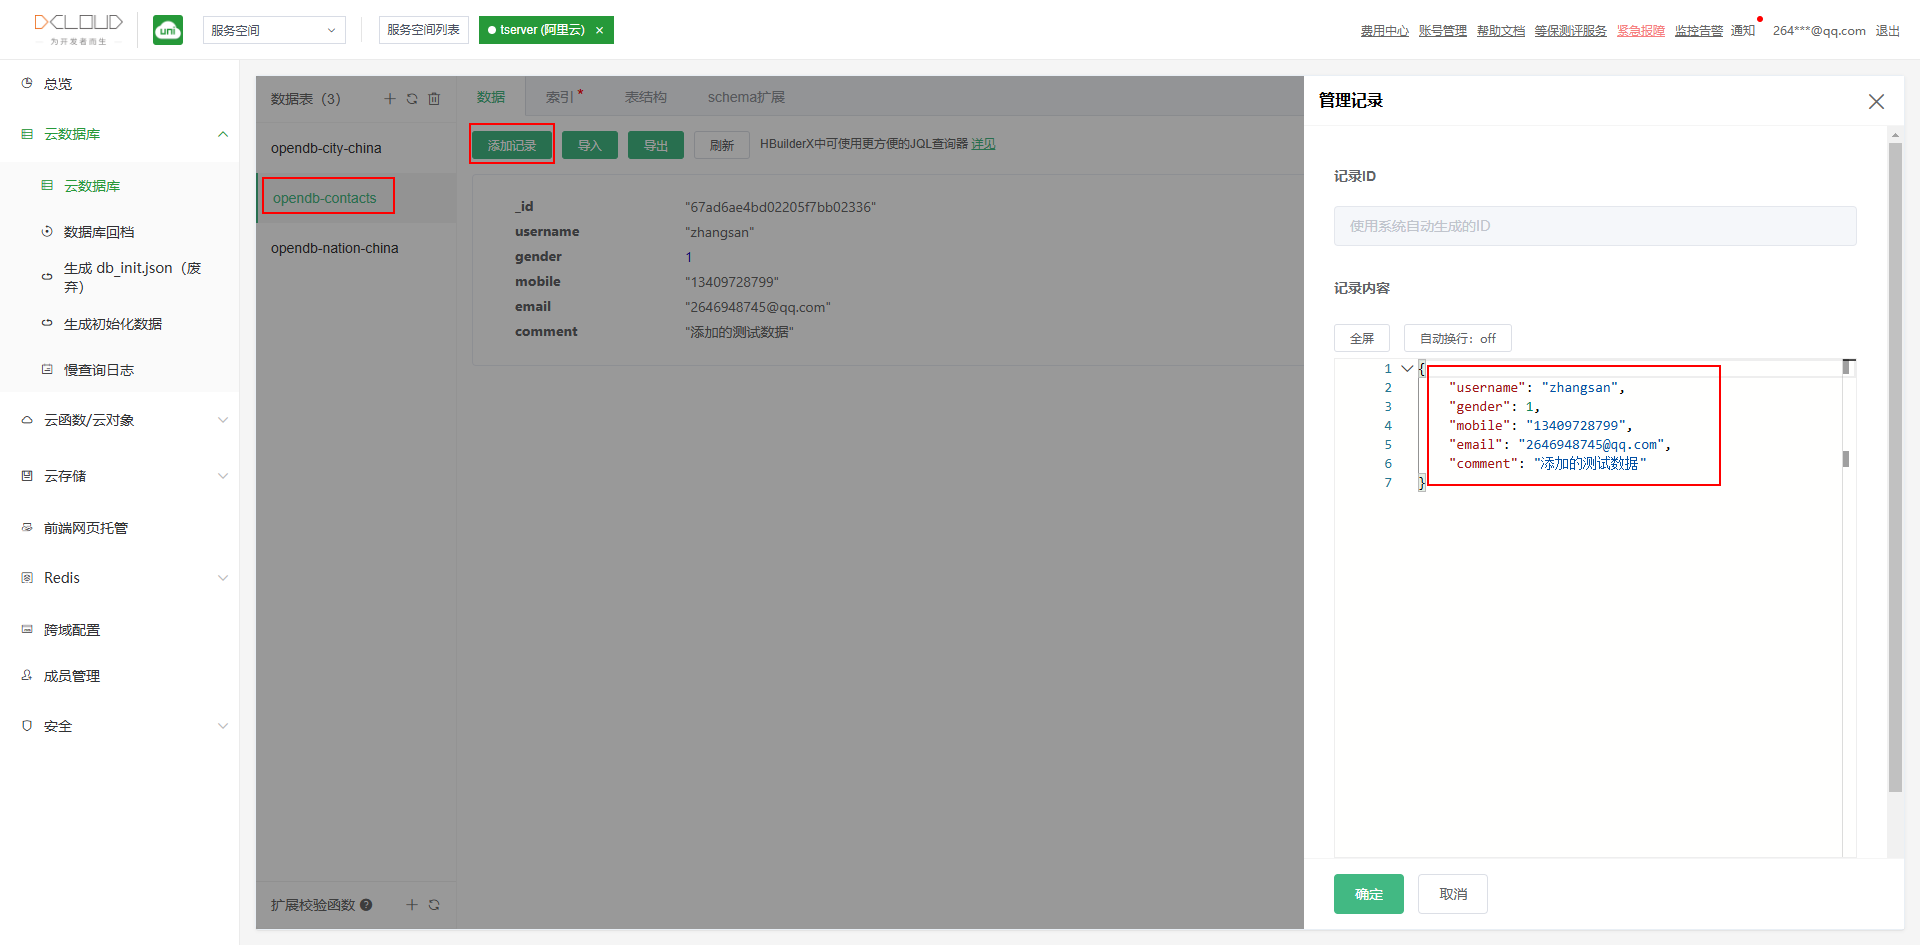 DCLOUD
为开发者而生
uni
服务空间
服务空间列表
tserver (阿里云) ×
费用中心 账号管理 帮助文档 等保测评服务 紧急报障 监控告警 通知 264***@qq.com 退出
总览
云数据库
云数据库
数据库回档
生成 db_init.json（废
弃）
生成初始化数据
慢查询日志
云函数/云对象
云存储
前端网页托管
Redis
跨域配置
成员管理
安全
数据表（3）
opendb-city-china
opendb-contacts
opendb-nation-china
扩展校验函数
数据 索引* 表结构 schema扩展
添加记录 导入 导出 刷新 HBuilderX中可使用更方便的JQL查询器 详见
_id "67ad6ae4bd02205f7bb02336"
username "zhangsan"
gender 1
mobile "13409728799"
email "2646948745@qq.com"
comment "添加的测试数据"
管理记录
记录ID
使用系统自动生成的ID
记录内容
全屏 自动换行：off
1 {
2 "username": "zhangsan",
3 "gender": 1,
4 "mobile": "13409728799",
5 "email": "2646948745@qq.com",
6 "comment": "添加的测试数据"
7 }
确定 取消